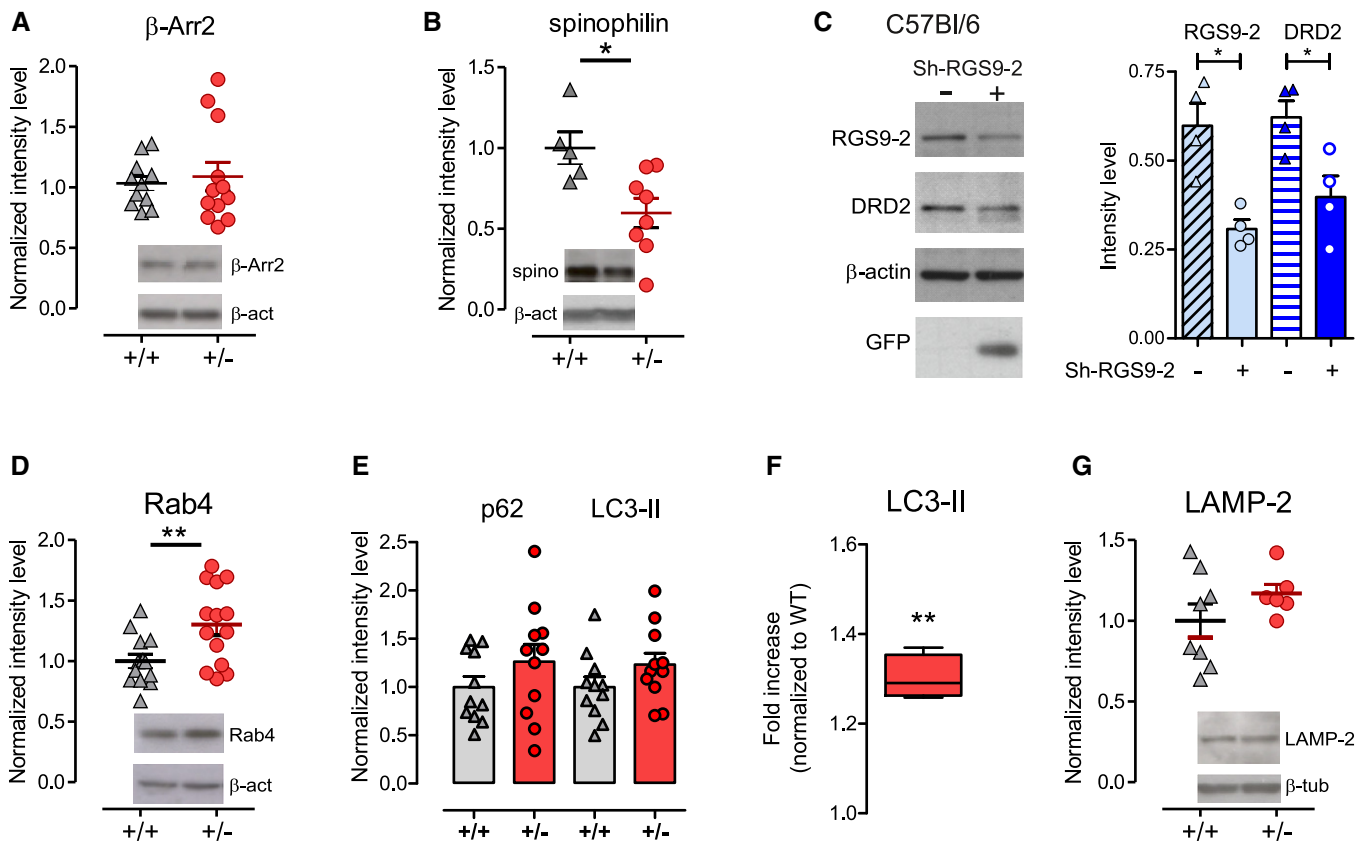 A
β-Arr2
Normalized intensity level
2.0
1.5
1.0
0.5
0.0
β-Arr2
β-act
+/+ +/-
B
spinophilin
*
Normalized intensity level
1.5
1.0
0.5
0.0
spino
β-act
+/+ +/-
C
C57Bl/6
Sh-RGS9-2
- +
RGS9-2
DRD2
β-actin
GFP
RGS9-2 DRD2
* *
Intensity level
0.75
0.50
0.25
0.00
Sh-RGS9-2 - + - +
D
Rab4
**
Normalized intensity level
2.0
1.5
1.0
0.5
0.0
Rab4
β-act
+/+ +/-
E
p62 LC3-II
Normalized intensity level
2.5
2.0
1.5
1.0
0.5
0.0
+/+ +/- +/+ +/-
F
LC3-II
**
Fold increase
(normalized to WT)
1.6
1.4
1.2
1.0
G
LAMP-2
Normalized intensity level
1.5
1.0
0.5
0.0
LAMP-2
β-tub
+/+ +/-